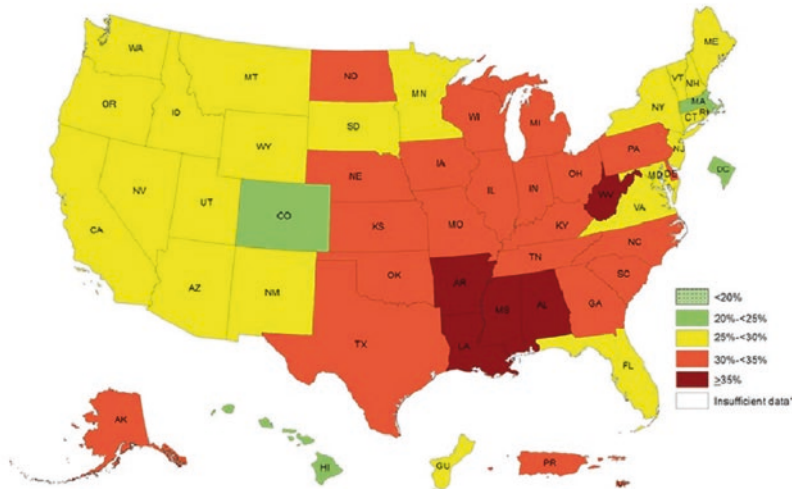 WA
MT
ND
MN
ME
VT
NH
OR
ID
SD
WI
NY
MA
CT
RI
WY
MI
IA
PA
NJ
NE
OH
MD
DE
DC
NV
UT
IL
IN
WV
VA
CO
CA
KS
MO
KY
NC
TN
OK
AR
SC
AZ
NM
MS
AL
GA
TX
LA
FL
<20%
20%-<25%
25%-<30%
30%-<35%
≥35%
Insufficient data*
AK
HI
GU
PR